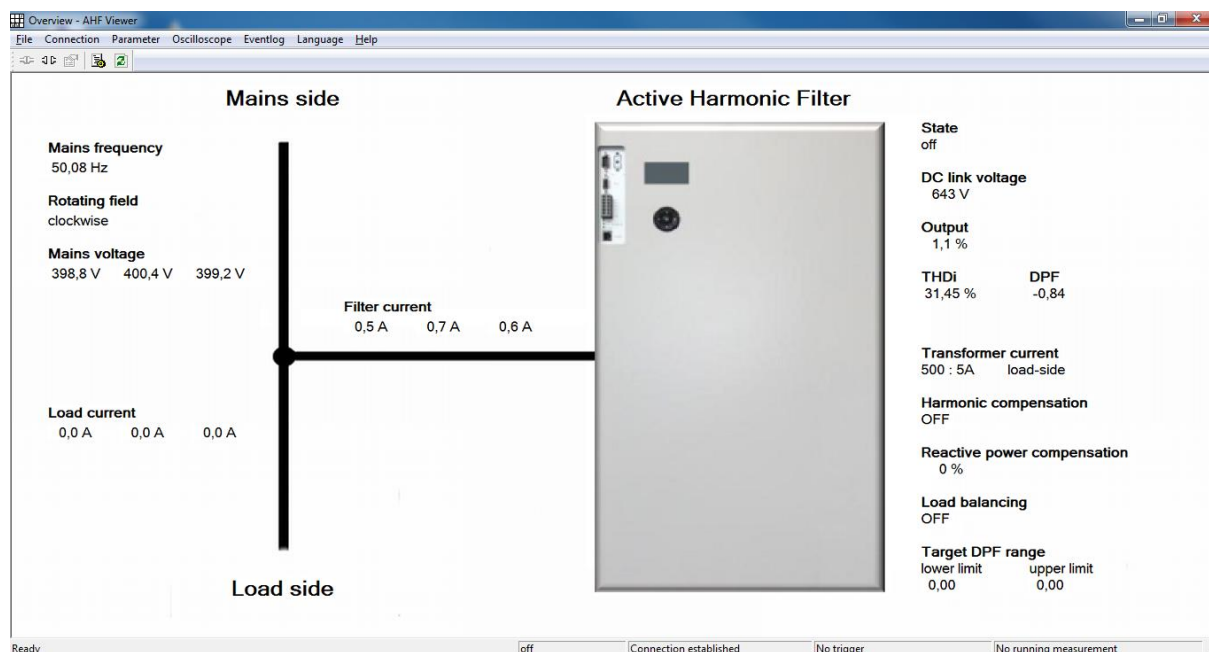 Overview - AHF Viewer
File Connection Parameter Oscilloscope Eventlog Language Help
Mains side
Active Harmonic Filter
Mains frequency
50,08 Hz
Rotating field
clockwise
Mains voltage
398,8 V 400,4 V 399,2 V
Filter current
0,5 A 0,7 A 0,6 A
Load current
0,0 A 0,0 A 0,0 A
Load side
State
off
DC link voltage
643 V
Output
1,1 %
THDi DPF
31,45 % -0,84
Transformer current
500 : 5A load-side
Harmonic compensation
OFF
Reactive power compensation
0 %
Load balancing
OFF
Target DPF range
lower limit upper limit
0,00 0,00
Ready off Connection established No trigger No running measurement